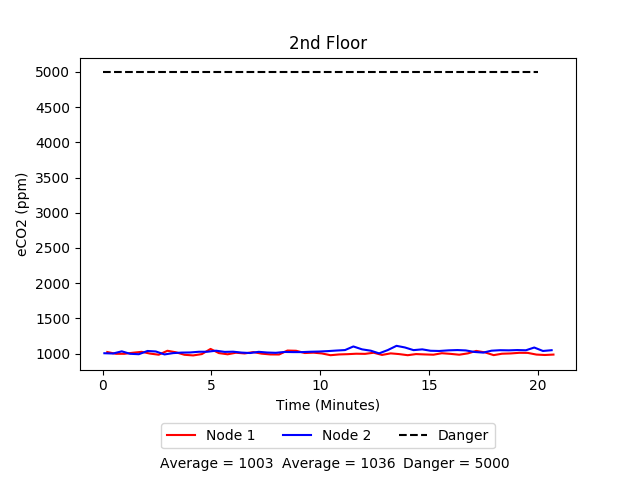 2nd Floor
5000
4500
4000
3500
3000
2500
2000
1500
1000
eCO2 (ppm)
0 5 10 15 20
Time (Minutes)
Node 1 Node 2 Danger
Average = 1003 Average = 1036 Danger = 5000